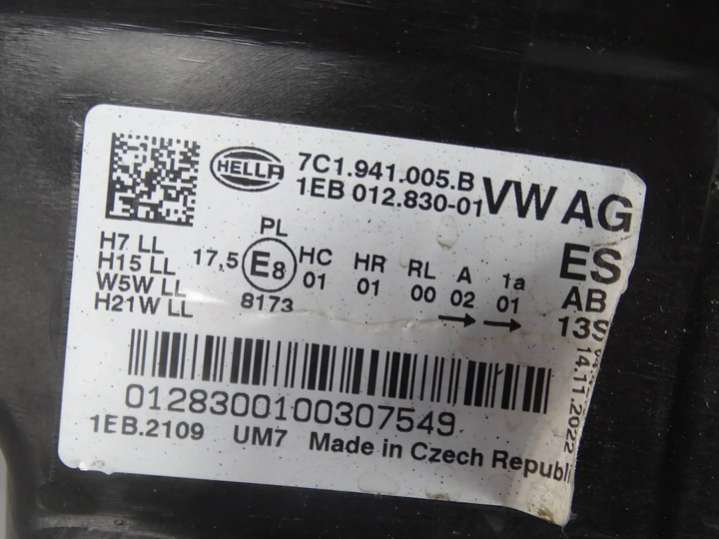 HELLA
7C1.941.005.B
1EB 012.830-01
VW AG
ES
AB
13S
14.11.2022
H7 LL
H15 LL
W5W LL
H21W LL
PL
17,5 E8 HC HR RL A 1a
01 01 00 02 01
8173
→ →
0128300100307549
1EB.2109 UM7 Made in Czech Republi